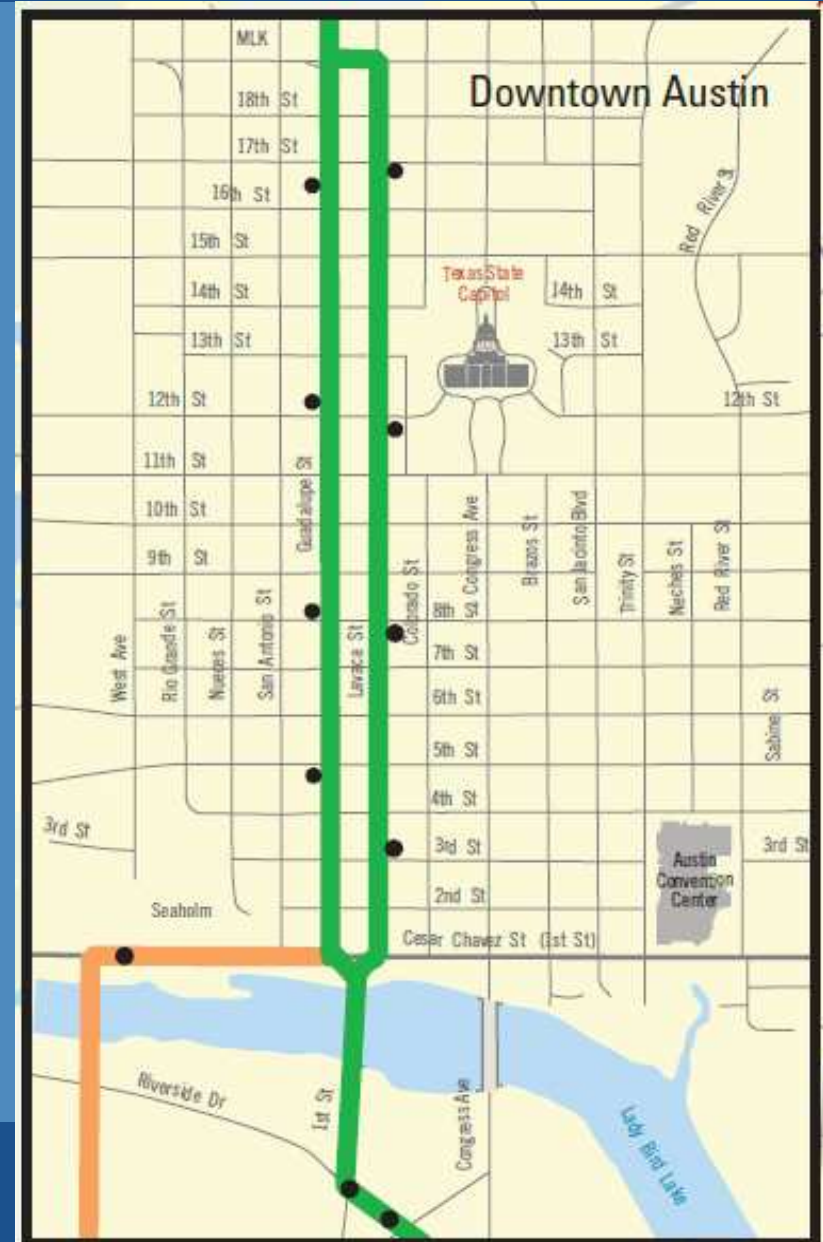 Downtown Austin
MLK
18th St
17th St
16th St
15th St
14th St
13th St
12th St
11th St
10th St
9th St
Texas State
Capitol
14th St
13th St
12th St
Red River St
West Ave
Rio Grande St
Nueces St
San Antonio St
Guadalupe St
Lavaca St
Colorado St
Congress Ave
Brazos St
San Jacinto Blvd
Trinity St
Neches St
Red River St
Sabine St
8th St
7th St
6th St
5th St
4th St
3rd St
3rd St
3rd St
2nd St
Austin
Convention
Center
Seaholm
Cesar Chavez St (1st St)
Riverside Dr
1st St
Congress Ave
Lady Bird Lake